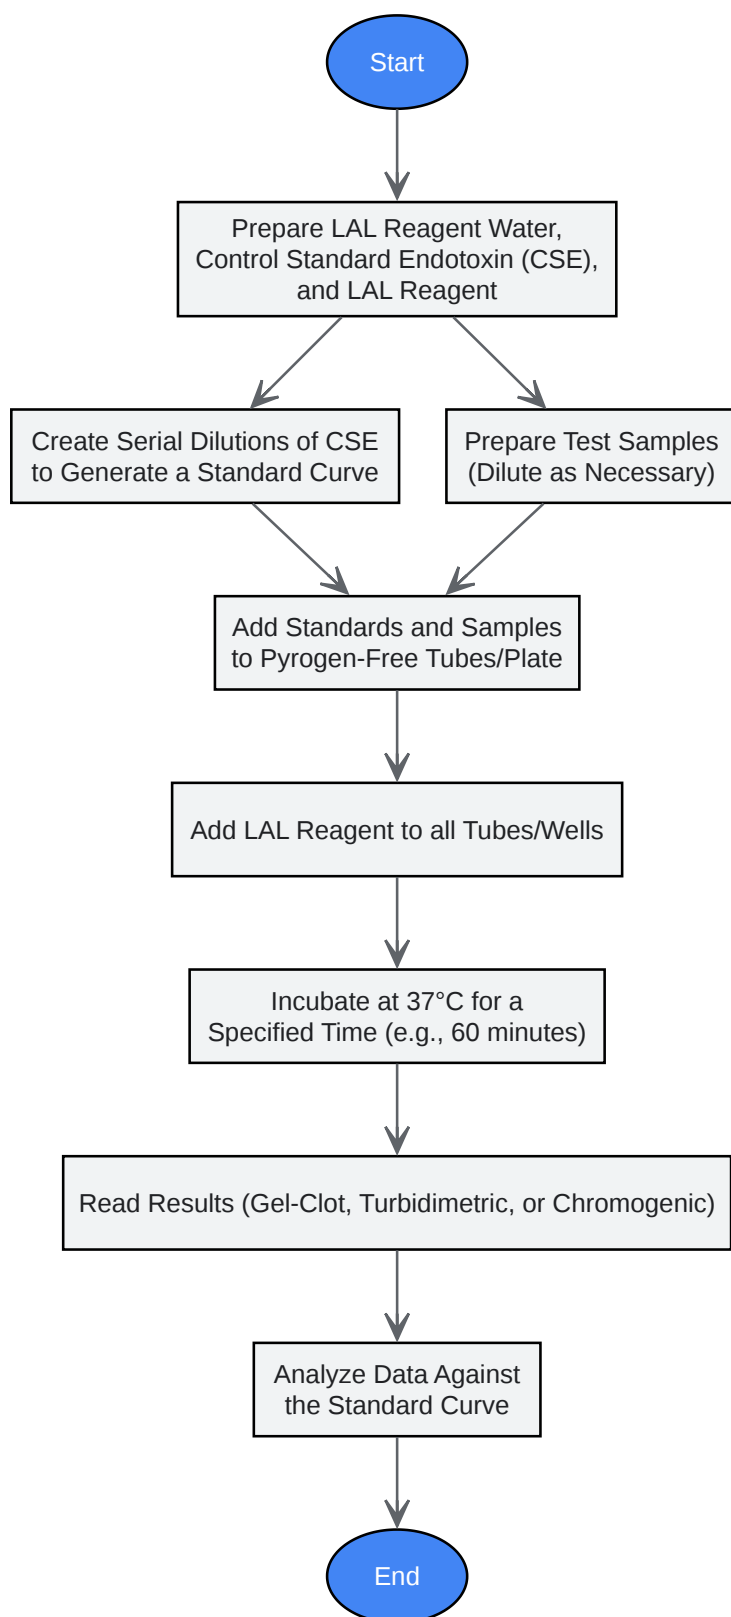 Start
Prepare LAL Reagent Water,
Control Standard Endotoxin (CSE),
and LAL Reagent
Create Serial Dilutions of CSE
to Generate a Standard Curve
Prepare Test Samples
(Dilute as Necessary)
Add Standards and Samples
to Pyrogen-Free Tubes/Plate
Add LAL Reagent to all Tubes/Wells
Incubate at 37°C for a
Specified Time (e.g., 60 minutes)
Read Results (Gel-Clot, Turbidimetric, or Chromogenic)
Analyze Data Against
the Standard Curve
End